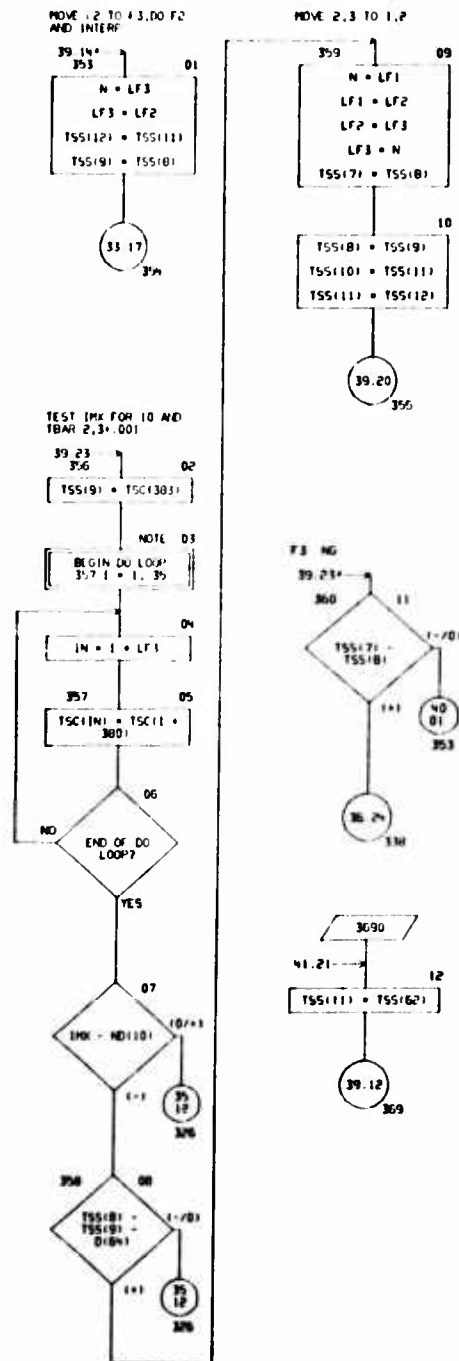 MOVE 2 TO 3,DO F2
AND INTERF
39.14*
353
01
N = LF3
LF3 = LF2
TSS(12) = TSS(11)
TSS(9) = TSS(8)
33.17
354
TEST IMX FOR 10 AND
TBAR 2,3+.001
39.23
356
02
TSS(9) = TSC(383)
NOTE 03
BEGIN DO LOOP
357 I = 1, 35
04
IN = I + LF3
357
05
TSC(IN) = TSC(I +
380)
06
NO
END OF DO
LOOP?
YES
07
IMX - ND(10)
(0/+)
35
12
326
(-)
358
08
TSS(8) -
TSS(9) -
D(84)
(-/0)
35
12
326
(+)
MOVE 2,3 TO 1,2
359
09
N = LF1
LF1 = LF2
LF2 = LF3
LF3 = N
TSS(7) = TSS(8)
10
TSS(8) = TSS(9)
TSS(10) = TSS(11)
TSS(11) = TSS(12)
39.20
355
F3 NG
39.23*
360
11
TSS(7) -
TSS(8)
(-/0)
40
01
353
(+)
36.24
338
3690
41.21
12
TSS(11) = TSS(62)
39.12
369